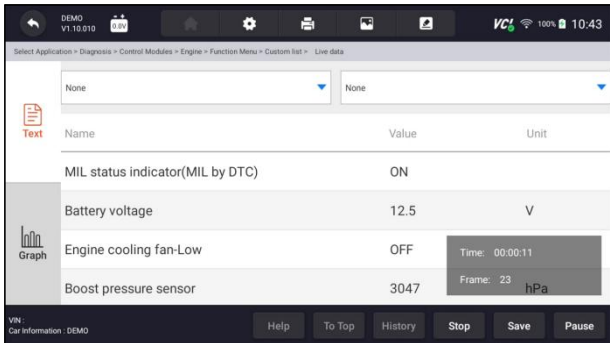 DEMO
V1.10.010
0.8V
VCI 100% 10:43
Select Application > Diagnosis > Control Modules > Engine > Function Menu > Custom list > Live data
None None
Text
Name Value Unit
MIL status indicator(MIL by DTC) ON
Battery voltage 12.5 V
Graph
Engine cooling fan-Low OFF
Time: 00:00:11
Boost pressure sensor 3047 hPa
Frame: 23
VIN :
Car Information : DEMO
Help To Top History Stop Save Pause